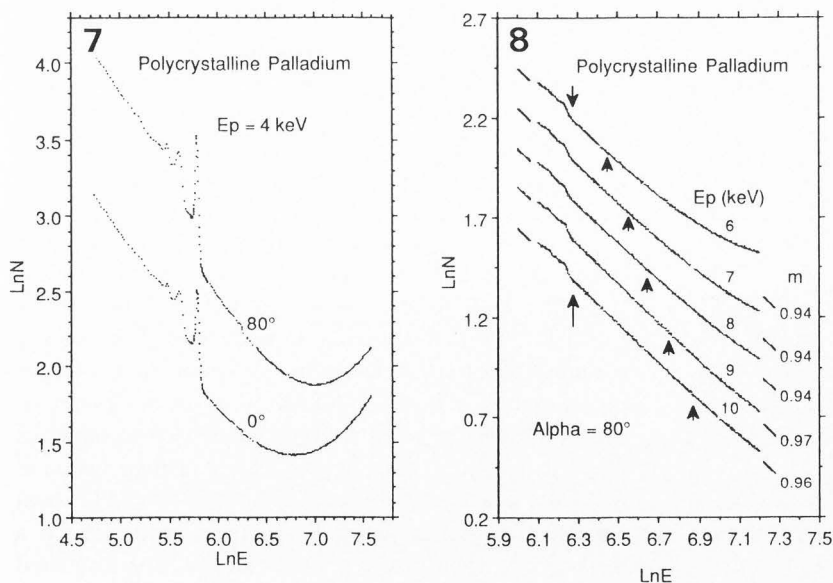 7
Polycrystalline Palladium
Ep = 4 keV
80°
0°
LnN
4.0
3.5
3.0
2.5
2.0
1.5
1.0
4.5 5.0 5.5 6.0 6.5 7.0 7.5
LnE
8
Polycrystalline Palladium
Ep (keV)
6
7
8
9
10
m
0.94
0.94
0.94
0.97
0.96
Alpha = 80°
LnN
2.7
2.2
1.7
1.2
0.7
0.2
5.9 6.1 6.3 6.5 6.7 6.9 7.1 7.3 7.5
LnE